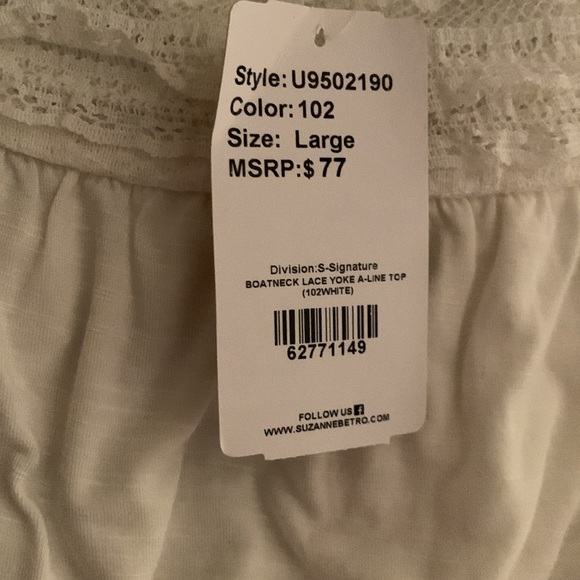 Style:U9502190
Color:102
Size: Large
MSRP:$77
Division:S-Signature
BOATNECK LACE YOKE A-LINE TOP
(102WHITE)
62771149
FOLLOW US
WWW.SUZANNEBETRO.COM